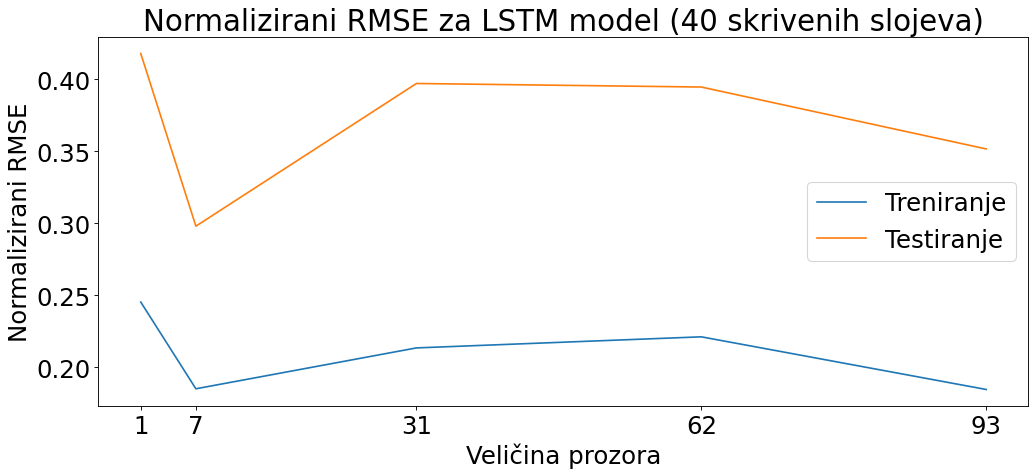 Normalizirani RMSE za LSTM model (40 skrivenih slojeva)
Normalizirani RMSE
0.40
0.35
0.30
0.25
0.20
Treniranje
Testiranje
1 7 31 62 93
Veličina prozora